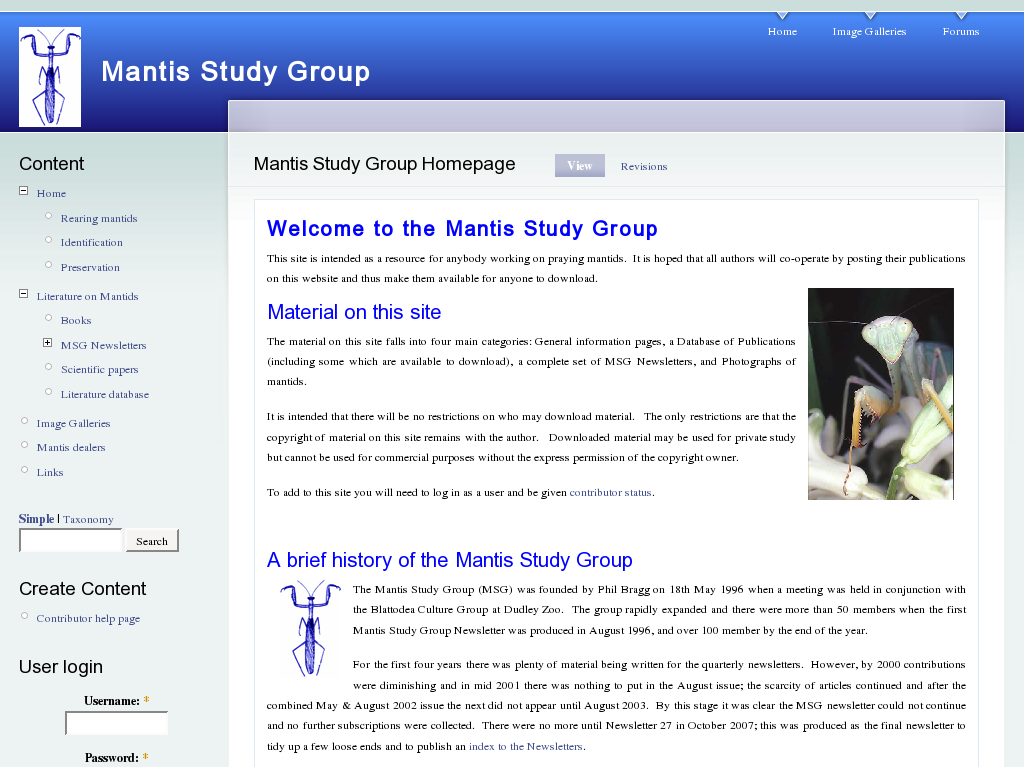 Home Image Galleries Forums
Mantis Study Group
Content
Home
Rearing mantids
Identification
Preservation
Literature on Mantids
Books
MSG Newsletters
Scientific papers
Literature database
Image Galleries
Mantis dealers
Links
Simple | Taxonomy
Search
Create Content
Contributor help page
User login
Username: *
Password: *
Mantis Study Group Homepage View Revisions
Welcome to the Mantis Study Group
This site is intended as a resource for anybody working on praying mantids. It is hoped that all authors will co-operate by posting their publications
on this website and thus make them available for anyone to download.
Material on this site
The material on this site falls into four main categories: General information pages, a Database of Publications
(including some which are available to download), a complete set of MSG Newsletters, and Photographs of
mantids.
It is intended that there will be no restrictions on who may download material. The only restrictions are that the
copyright of material on this site remains with the author. Downloaded material may be used for private study
but cannot be used for commercial purposes without the express permission of the copyright owner.
To add to this site you will need to log in as a user and be given contributor status.
A brief history of the Mantis Study Group
The Mantis Study Group (MSG) was founded by Phil Bragg on 18th May 1996 when a meeting was held in conjunction with
the Blattodea Culture Group at Dudley Zoo. The group rapidly expanded and there were more than 50 members when the first
Mantis Study Group Newsletter was produced in August 1996, and over 100 member by the end of the year.
For the first four years there was plenty of material being written for the quarterly newsletters. However, by 2000 contributions
were diminishing and in mid 2001 there was nothing to put in the August issue; the scarcity of articles continued and after the
combined May & August 2002 issue the next did not appear until August 2003. By this stage it was clear the MSG newsletter could not continue
and no further subscriptions were collected. There were no more until Newsletter 27 in October 2007; this was produced as the final newsletter to
tidy up a few loose ends and to publish an index to the Newsletters.